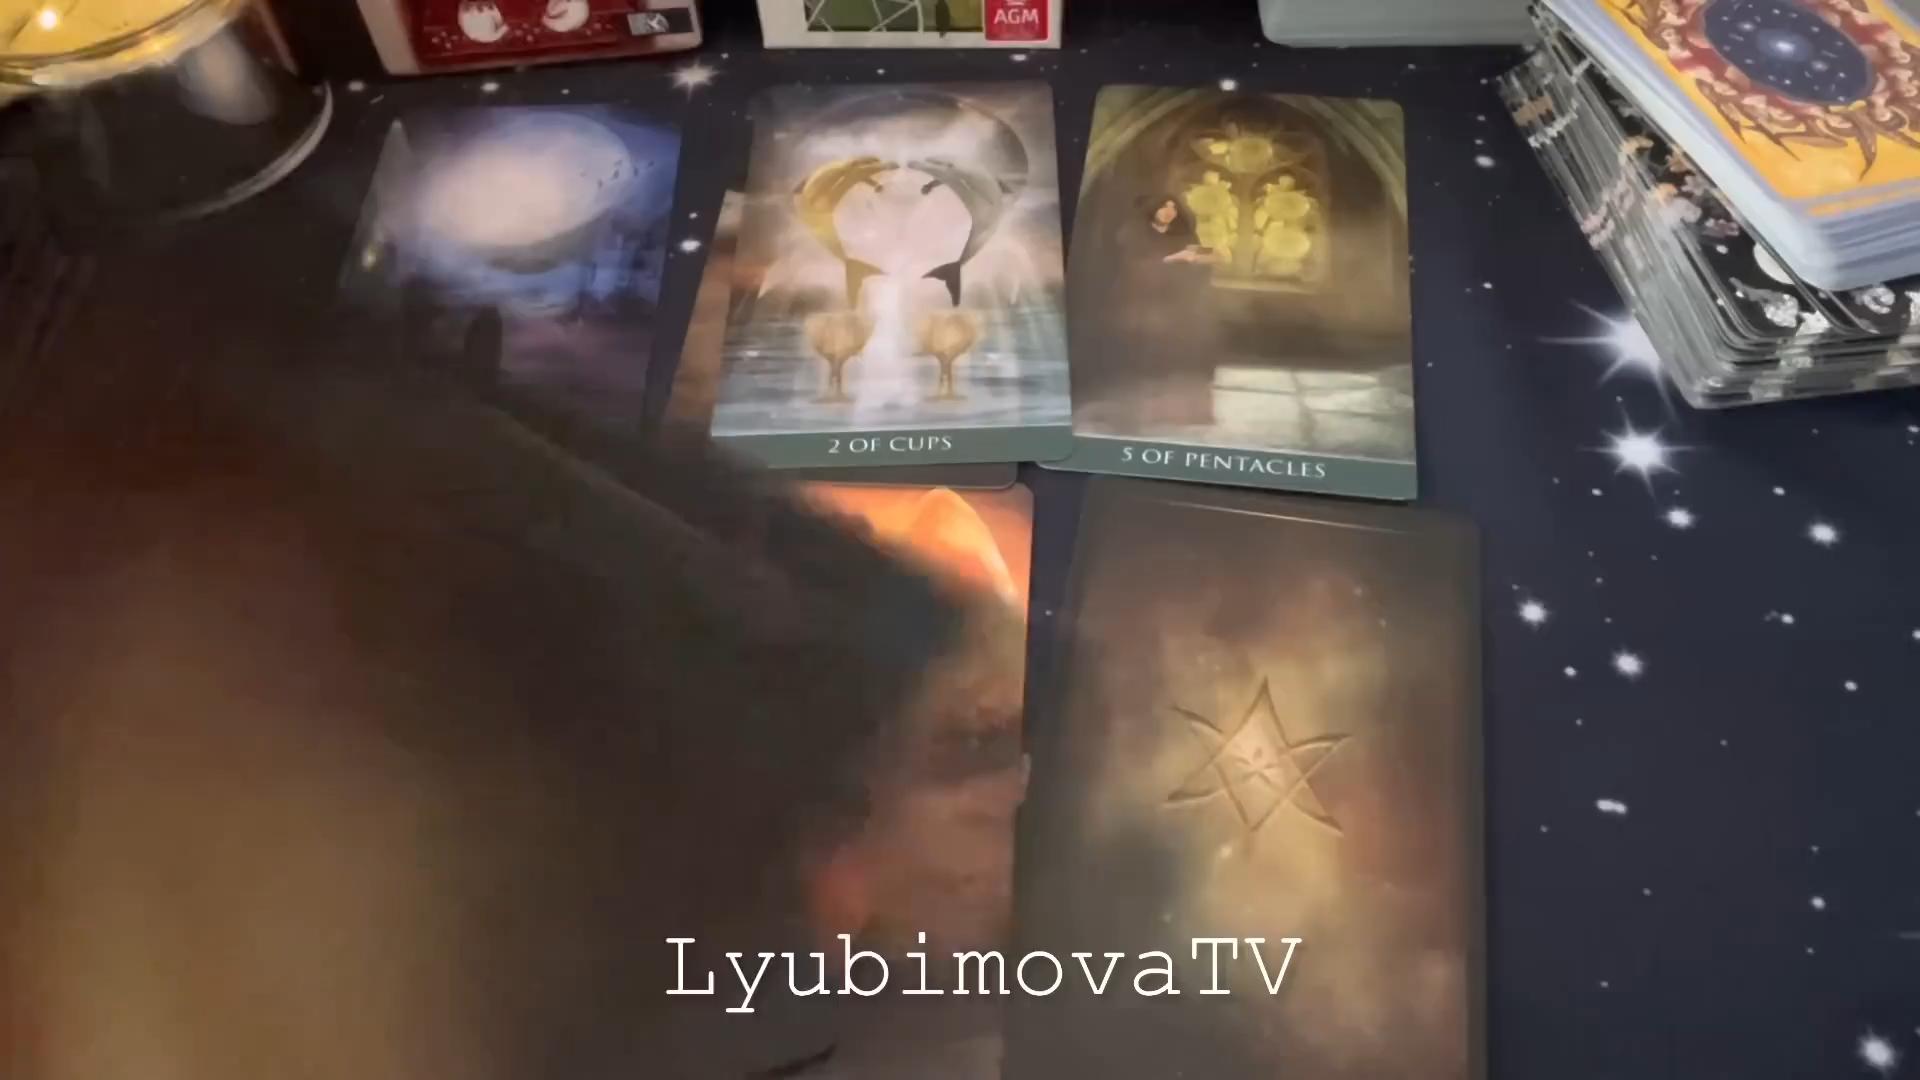 AGM
2 OF CUPS
5 OF PENTACLES
LyubimovaTV